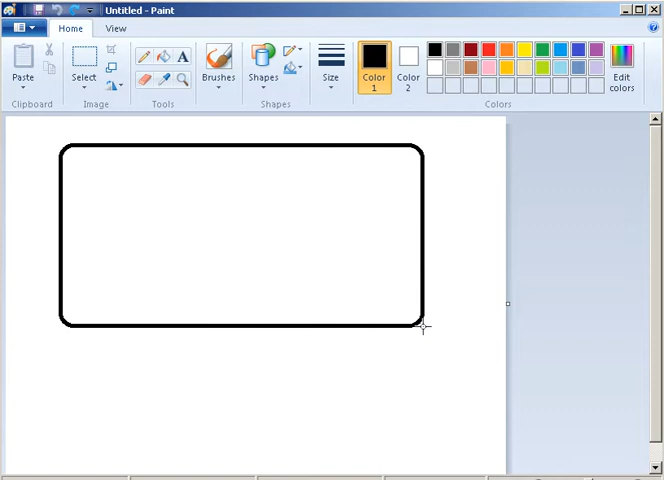 Untitled - Paint
Home View
Paste
Select
A
Brushes
Shapes
Size
Color 1
Color 2
Edit colors
Clipboard
Image
Tools
Shapes
Colors